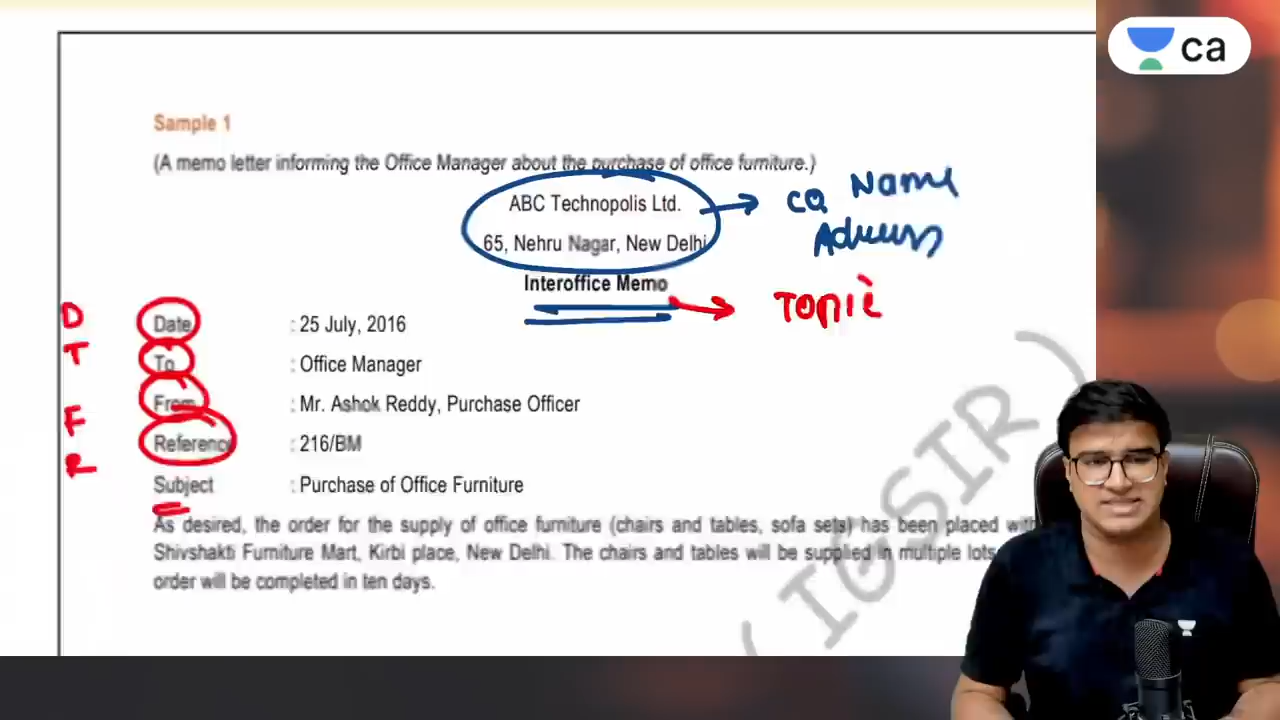 ca
Sample 1
(A memo letter informing the Office Manager about the purchase of office furniture.)
ABC Technopolis Ltd.
65, Nehru Nagar, New Delhi
Co. Name
Address
Interoffice Memo
Topic
D
Date : 25 July, 2016
T
To : Office Manager
F
From : Mr. Ashok Reddy, Purchase Officer
R
Reference : 216/BM
Subject : Purchase of Office Furniture
As desired, the order for the supply of office furniture (chairs and tables, sofa sets) has been placed with
Shivshakti Furniture Mart, Kirbi place, New Delhi. The chairs and tables will be supplied in multiple lots
order will be completed in ten days.
( IGSIR )